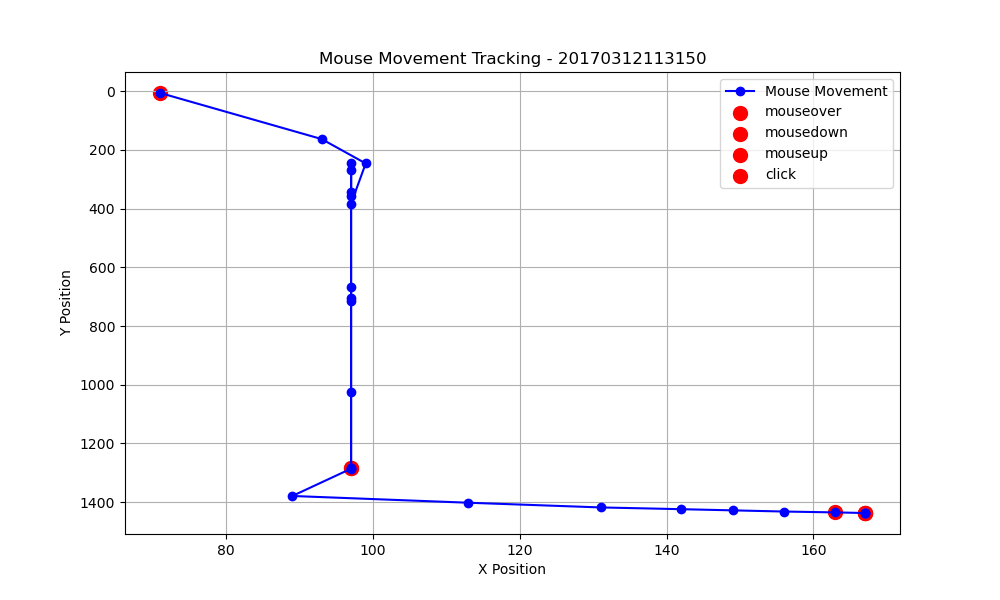 Mouse Movement Tracking - 20170312113150
Mouse Movement
mouseover
mousedown
mouseup
click
0
200
400
600
800
1000
1200
1400
Y Position
80
100
120
140
160
X Position